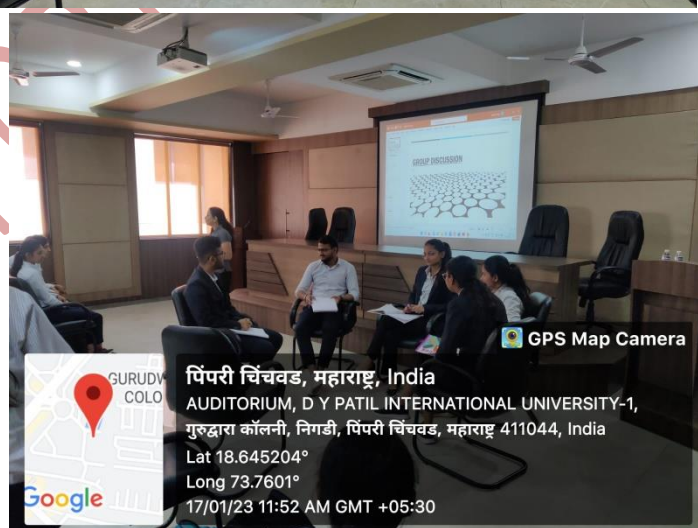 GROUP DISCUSSION
GPS Map Camera
GURUDW
COLO
Google
पिंपरी चिंचवड, महाराष्ट्र, India
AUDITORIUM, D Y PATIL INTERNATIONAL UNIVERSITY-1,
गुरुद्वारा कॉलनी, निगडी, पिंपरी चिंचवड, महाराष्ट्र 411044, India
Lat 18.645204°
Long 73.7601°
17/01/23 11:52 AM GMT +05:30